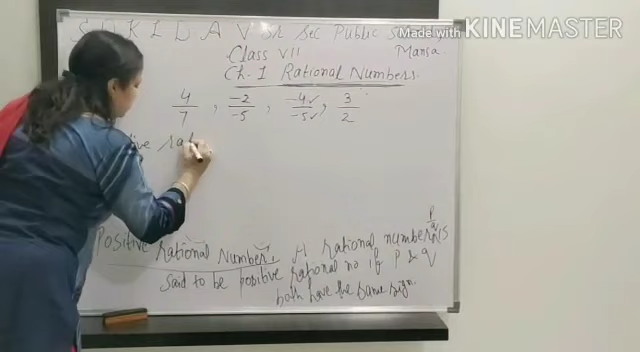 Made with KINEMASTER
S O R L D A V Sr Sec Public
Class VII Mansa
Ch. 1 Rational Numbers
4/7 , -2/-5 , -4/-5 , 3/2
ive rat
Positive rational Number. A rational number p/q is
said to be positive rational no if p & q
both have the same sign.